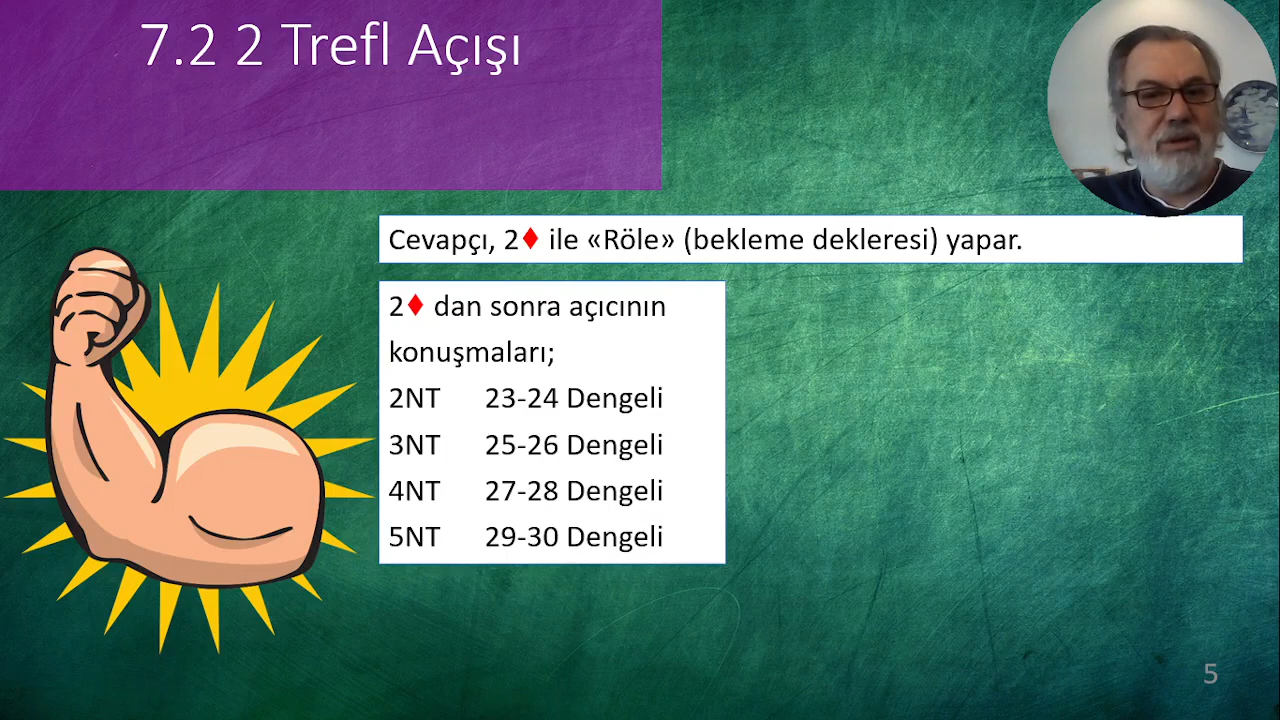 7.2 2 Trefl Açışı
Cevapçı, 2♦ ile «Röle» (bekleme dekleresi) yapar.
2♦ dan sonra açıcının
konuşmaları;
2NT 23-24 Dengeli
3NT 25-26 Dengeli
4NT 27-28 Dengeli
5NT 29-30 Dengeli
5